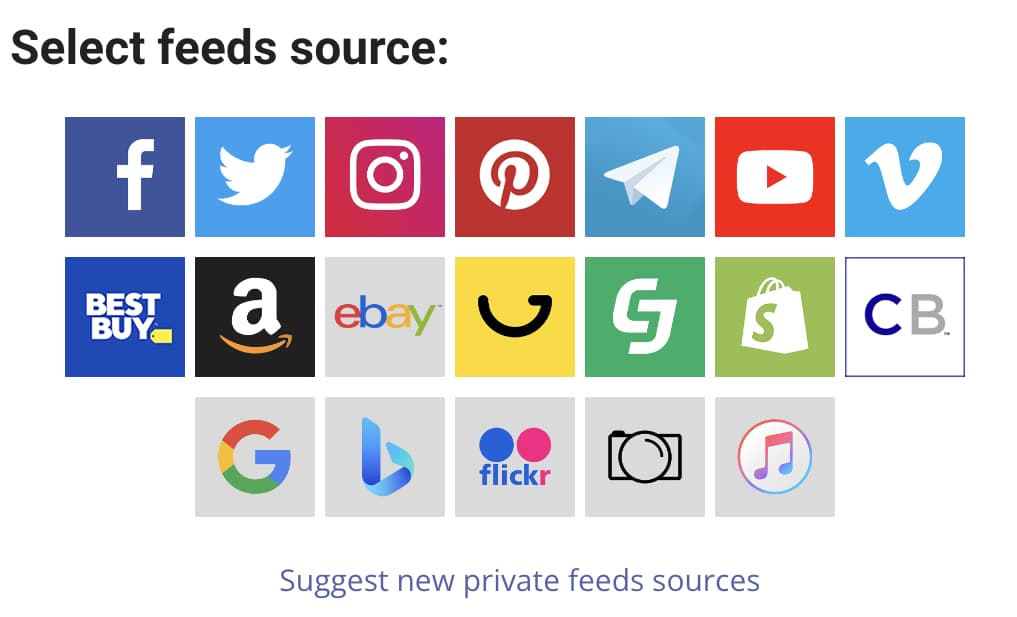 Select feeds source:
BEST
BUY
ebay
CB
flickr
Suggest new private feeds sources